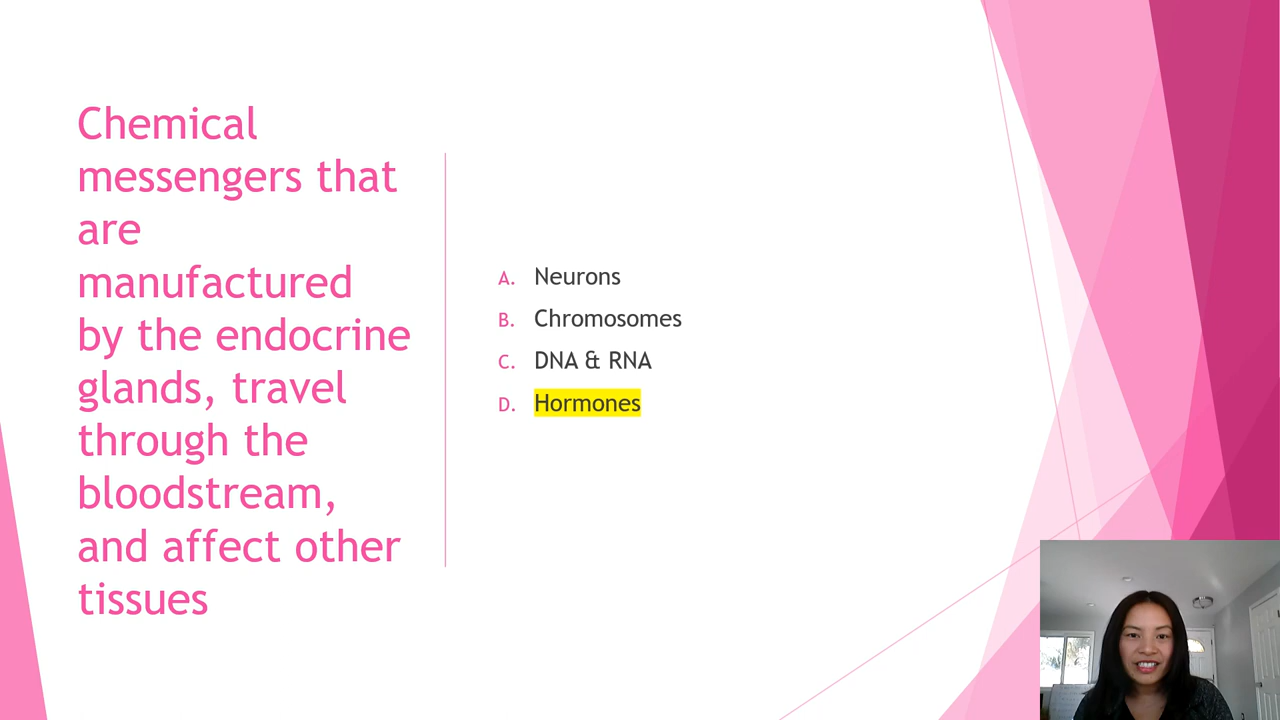 Chemical
messengers that
are
manufactured
by the endocrine
glands, travel
through the
bloodstream,
and affect other
tissues
A. Neurons
B. Chromosomes
C. DNA & RNA
D. Hormones